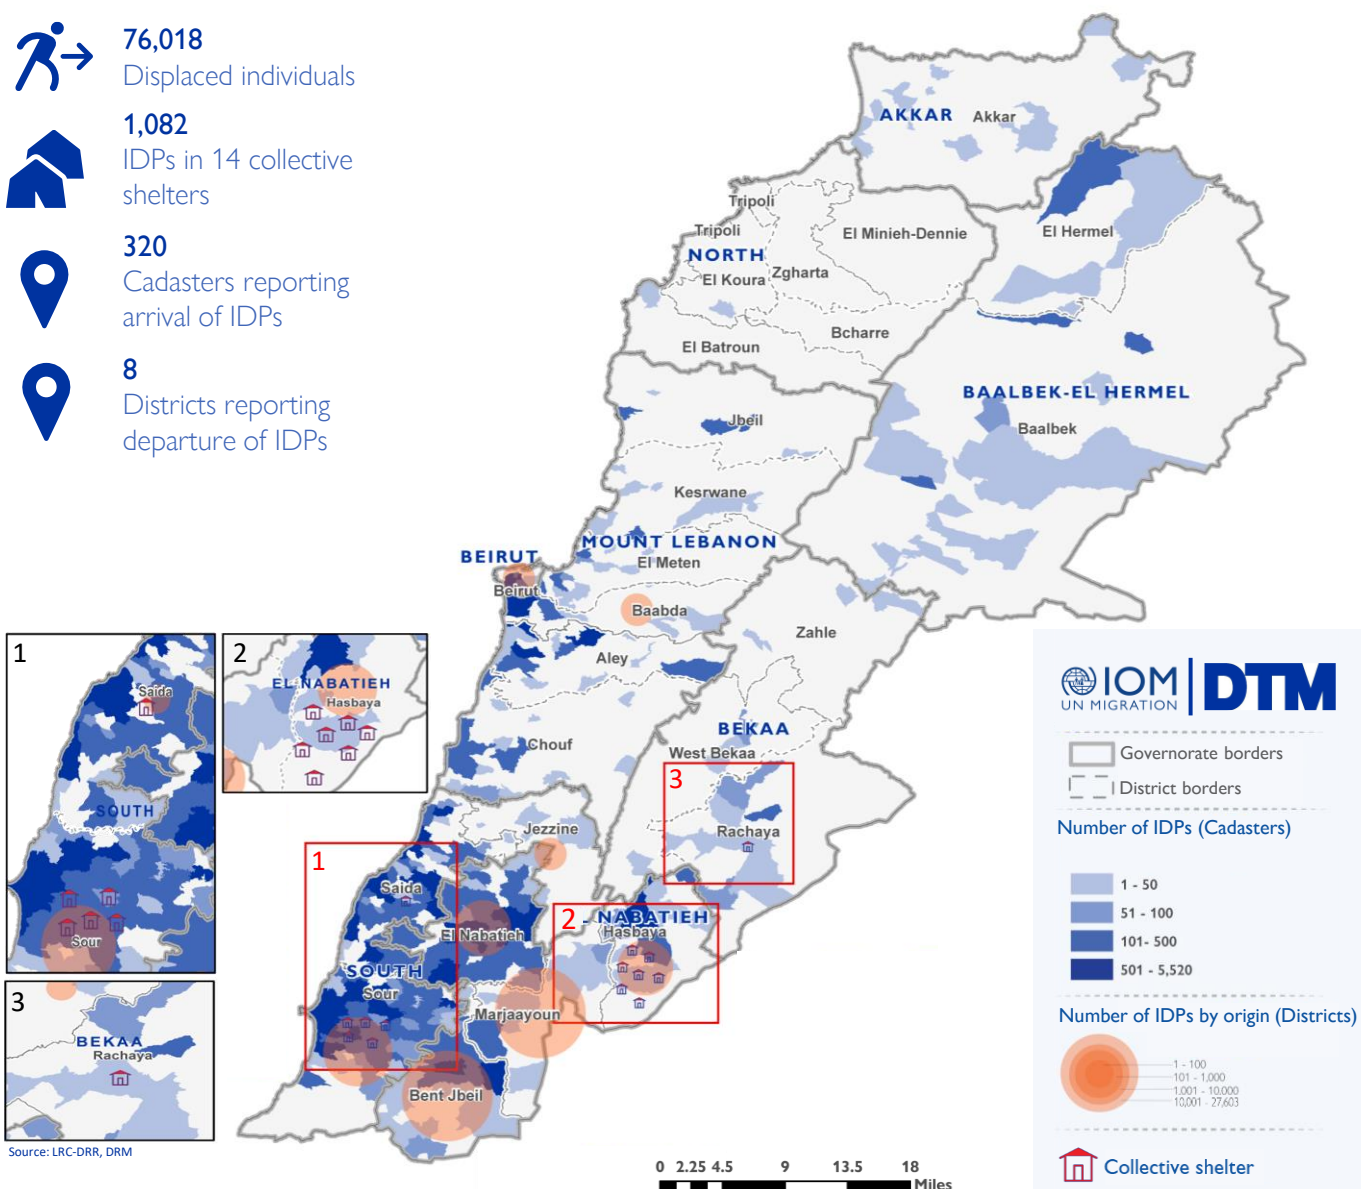 76,018
Displaced individuals
1,082
IDPs in 14 collective
shelters
320
Cadasters reporting
arrival of IDPs
8
Districts reporting
departure of IDPs
AKKAR
Akkar
Tripoli
Tripoli
NORTH
El Minieh-Dennie
El Koura
Zgharta
El Hermel
Bcharre
El Batroun
BAALBEK-EL HERMEL
Baalbek
Jbeil
Kesrwane
MOUNT LEBANON
El Meten
BEIRUT
Beirut
Baabda
Zahle
Aley
Chouf
BEKAA
West Bekaa
3
Rachaya
Jezzine
1
Saida
El Nabatieh
2
NABATIEH
Hasbaya
SOUTH
Sour
Marjaayoun
Bent Jbeil
1
Saida
SOUTH
Sour
2
EL NABATIEH
Hasbaya
3
BEKAA
Rachaya
Source: LRC-DRR, DRM
0 2.25 4.5 9 13.5 18
Miles
IOM
UN MIGRATION
DTM
Governorate borders
District borders
Number of IDPs (Cadasters)
1 - 50
51 - 100
101- 500
501 - 5,520
Number of IDPs by origin (Districts)
1 - 100
101 - 1,000
1,001 - 10,000
10,001 - 27,603
Collective shelter